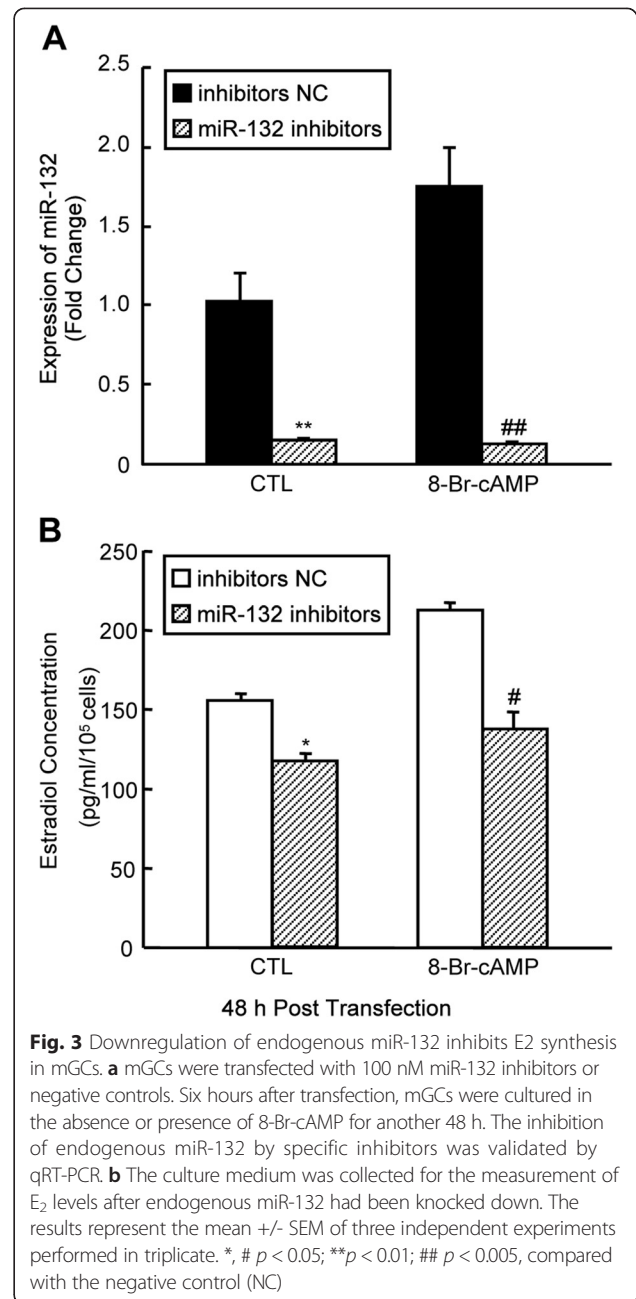 A
2.5
2.0
1.5
1.0
0.5
0
Expression of miR-132
(Fold Change)
inhibitors NC
miR-132 inhibitors
**
##
CTL
8-Br-cAMP
B
250
200
150
100
50
0
Estradiol Concentration
(pg/ml/10⁵ cells)
inhibitors NC
miR-132 inhibitors
*
#
CTL
8-Br-cAMP
48 h Post Transfection
Fig. 3 Downregulation of endogenous miR-132 inhibits E2 synthesis
in mGCs. a mGCs were transfected with 100 nM miR-132 inhibitors or
negative controls. Six hours after transfection, mGCs were cultured in
the absence or presence of 8-Br-cAMP for another 48 h. The inhibition
of endogenous miR-132 by specific inhibitors was validated by
qRT-PCR. b The culture medium was collected for the measurement of
E₂ levels after endogenous miR-132 had been knocked down. The
results represent the mean +/- SEM of three independent experiments
performed in triplicate. *, # p < 0.05; **p < 0.01; ## p < 0.005, compared
with the negative control (NC)